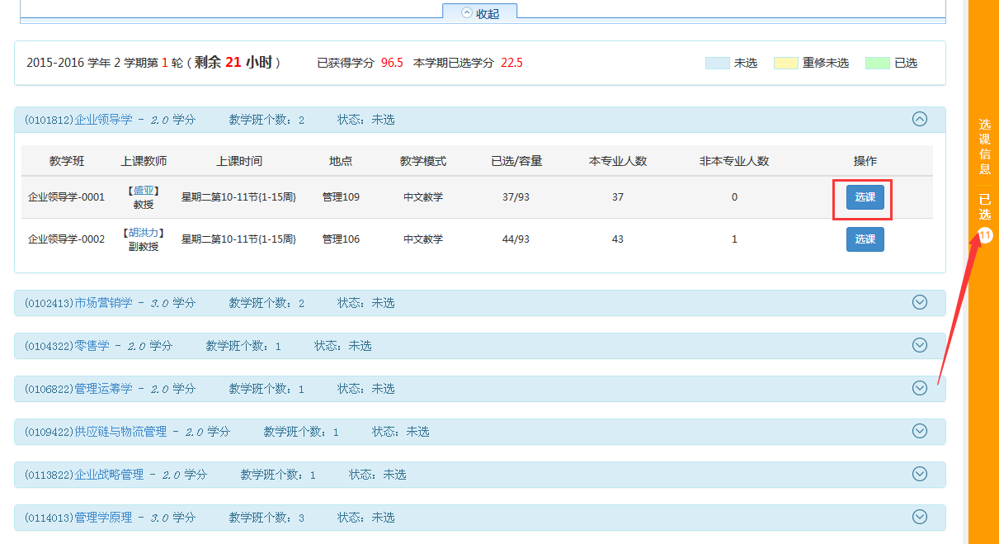 收起
2015-2016 学年 2 学期第 1 轮 ( 剩余 21 小时 ) 已获得学分 96.5 本学期已选学分 22.5 未选 重修未选 已选
(0101812)企业领导学 - 2.0 学分 教学班个数: 2 状态: 未选
教学班 上课教师 上课时间 地点 教学模式 已选/容量 本专业人数 非本专业人数 操作
企业领导学-0001 【盛亚】教授 星期二第10-11节{1-15周} 管理109 中文教学 37/93 37 0 选课
企业领导学-0002 【胡洪力】副教授 星期二第10-11节{1-15周} 管理106 中文教学 44/93 43 1 选课
(0102413)市场营销学 - 3.0 学分 教学班个数: 2 状态: 未选
(0104322)零售学 - 2.0 学分 教学班个数: 1 状态: 未选
(0106822)管理运筹学 - 2.0 学分 教学班个数: 1 状态: 未选
(0109422)供应链与物流管理 - 2.0 学分 教学班个数: 1 状态: 未选
(0113822)企业战略管理 - 2.0 学分 教学班个数: 1 状态: 未选
(0114013)管理学原理 - 3.0 学分 教学班个数: 3 状态: 未选
选课信息
已选
11